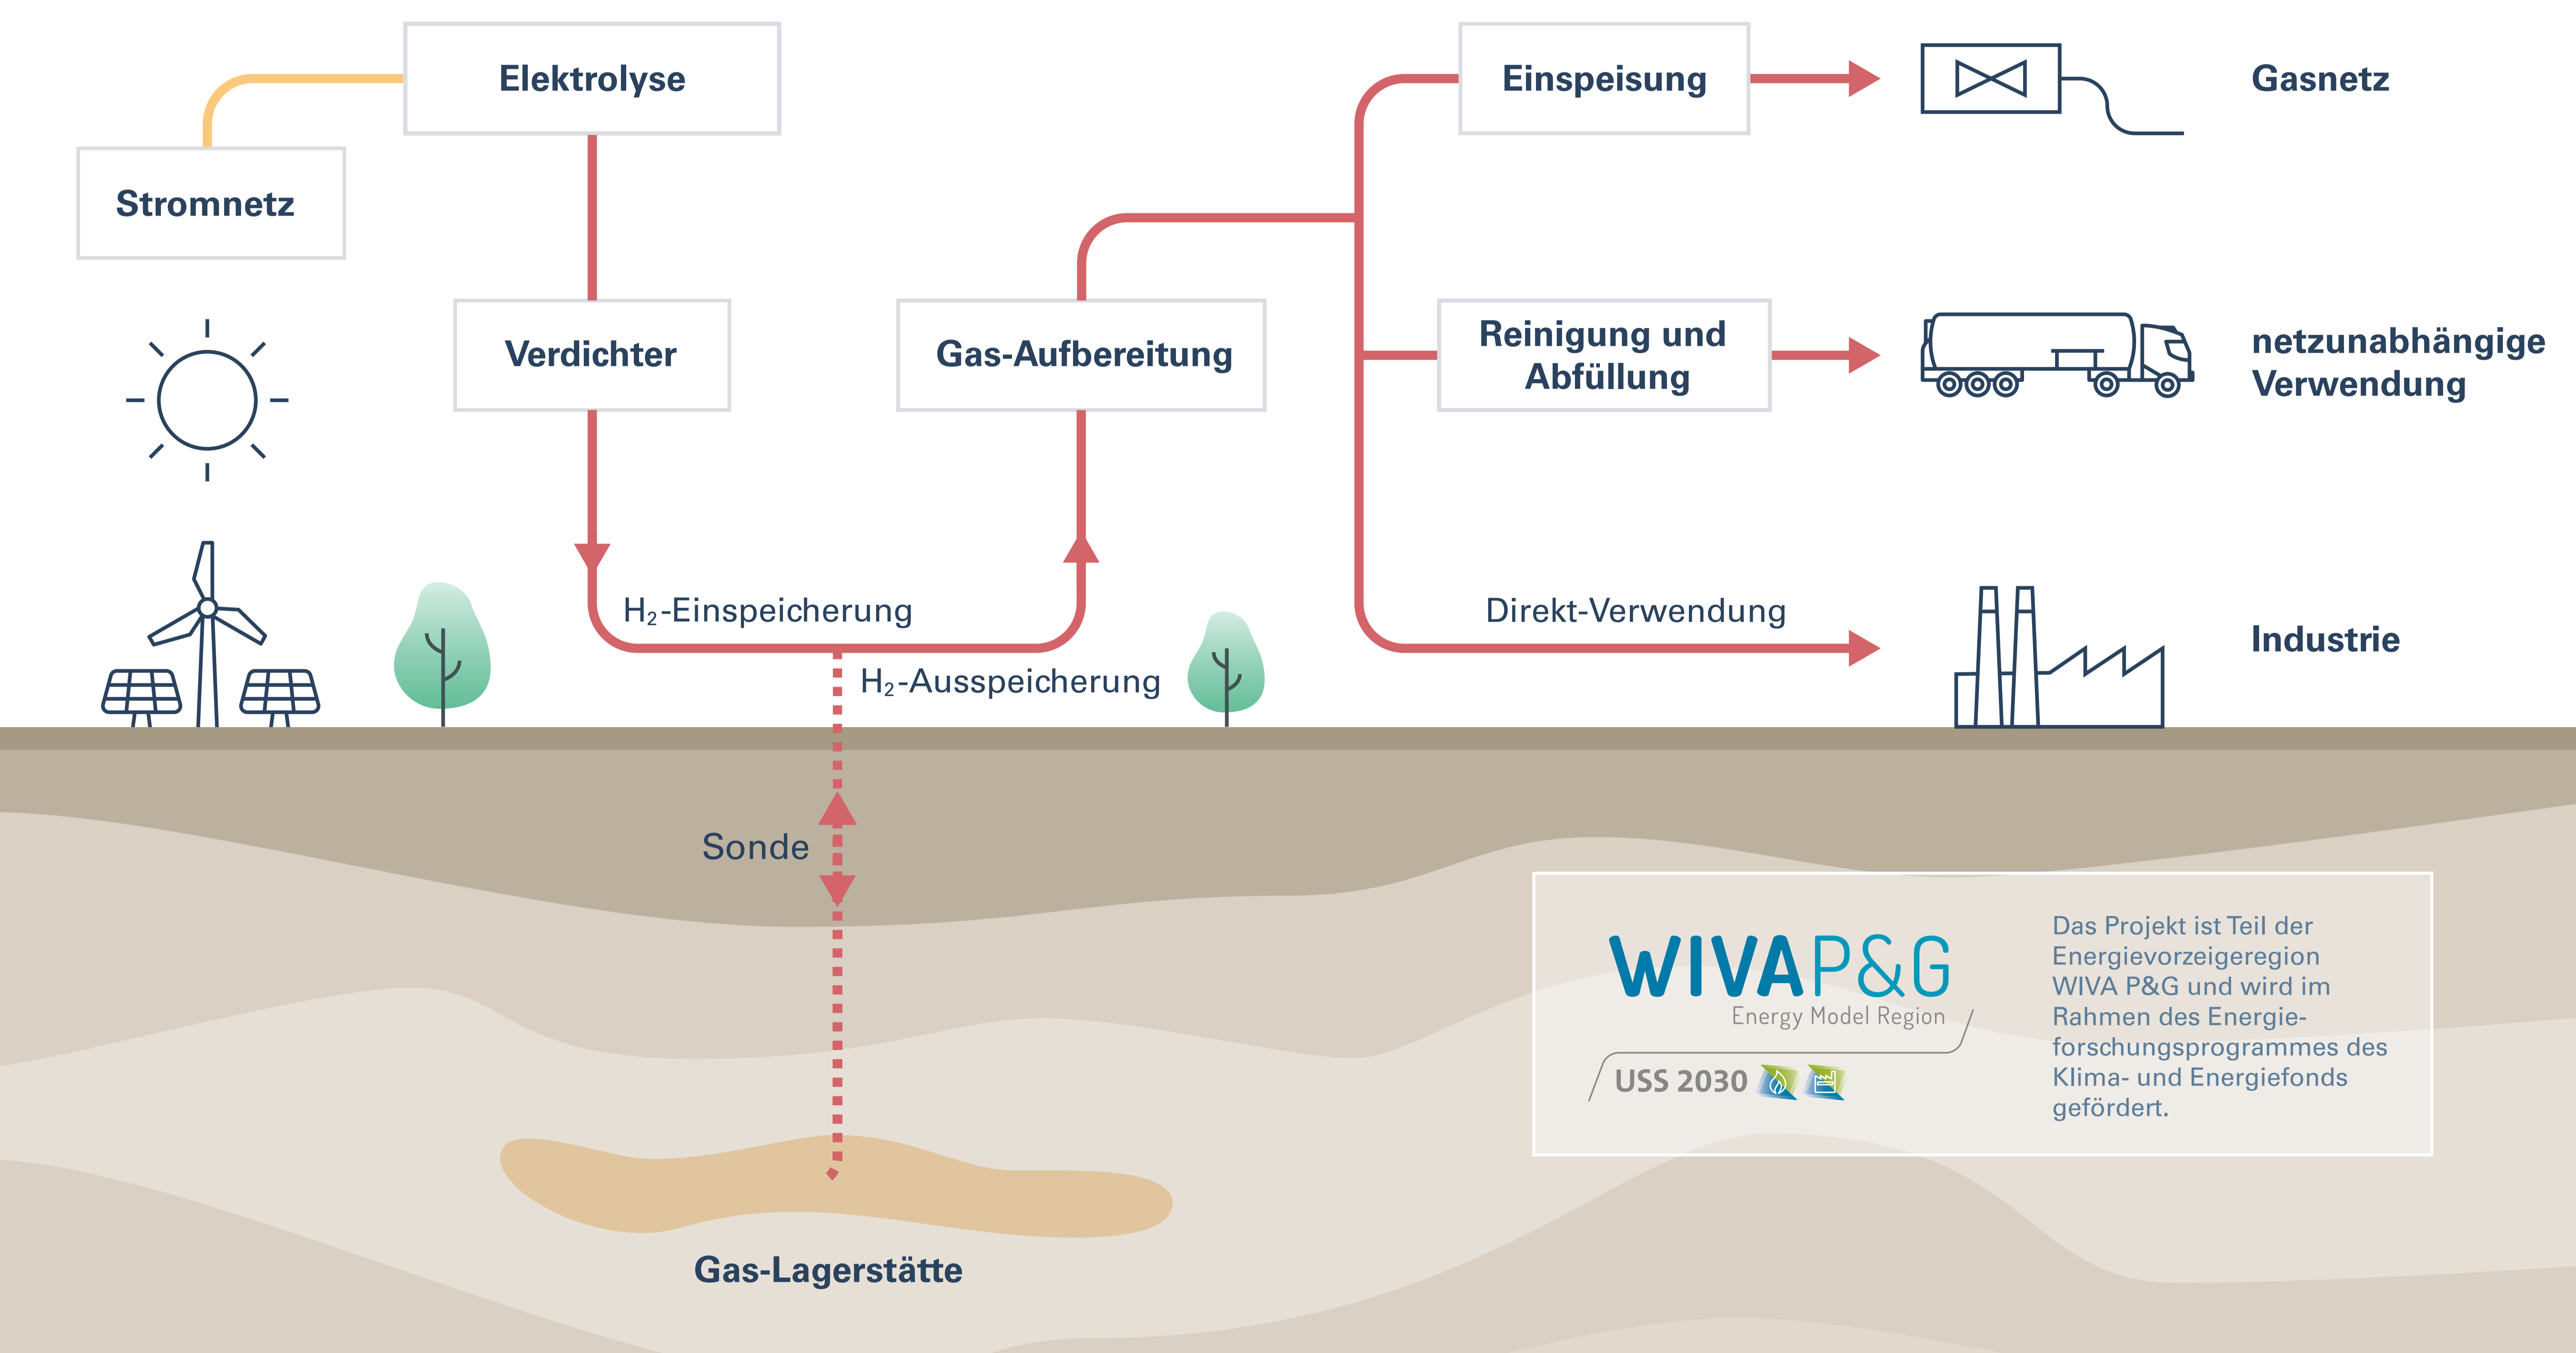 Elektrolyse
Stromnetz
Verdichter
Gas-Aufbereitung
Einspeisung
Gasnetz
Reinigung und
Abfüllung
netzunabhängige
Verwendung
H₂-Einspeicherung
H₂-Ausspeicherung
Direkt-Verwendung
Industrie
Sonde
Gas-Lagerstätte
WIVAP&G
Energy Model Region
USS 2030
Das Projekt ist Teil der
Energievorzeigeregion
WIVA P&G und wird im
Rahmen des Energie-
forschungsprogrammes des
Klima- und Energiefonds
gefördert.